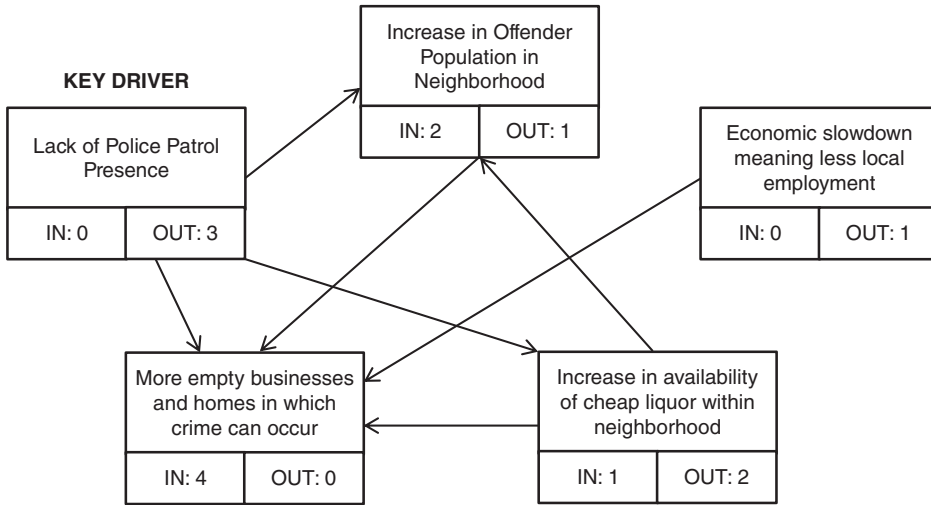 KEY DRIVER
Lack of Police Patrol
Presence
IN: 0
OUT: 3
Increase in Offender
Population in
Neighborhood
IN: 2
OUT: 1
Economic slowdown
meaning less local
employment
IN: 0
OUT: 1
More empty businesses
and homes in which
crime can occur
IN: 4
OUT: 0
Increase in availability
of cheap liquor within
neighborhood
IN: 1
OUT: 2